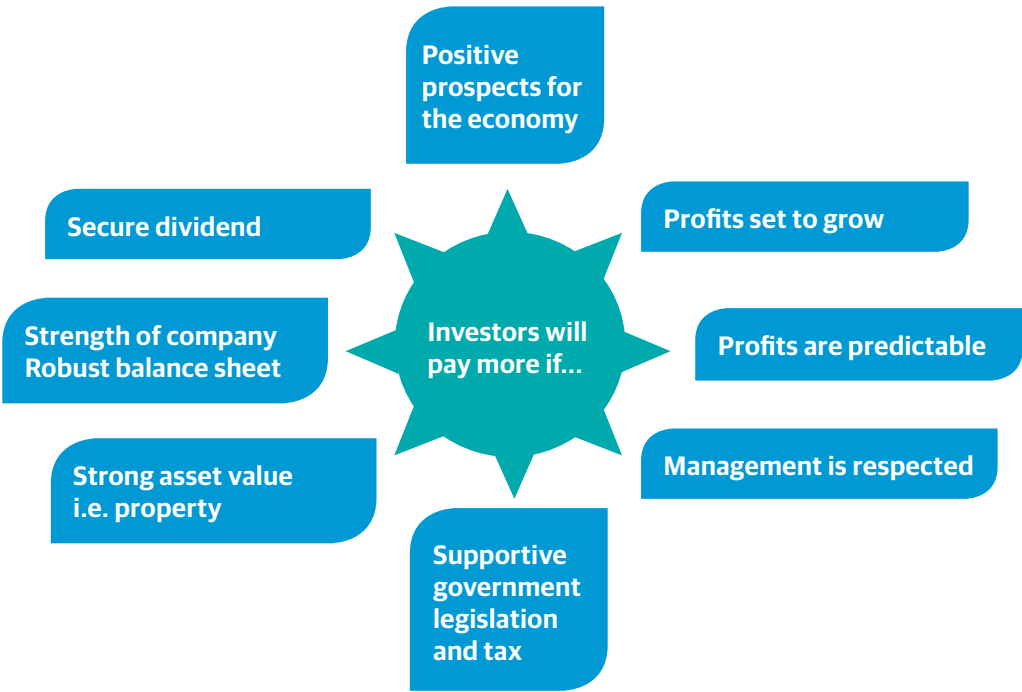 Positive
prospects for
the economy
Secure dividend
Profits set to grow
Strength of company
Robust balance sheet
Investors will
pay more if...
Profits are predictable
Strong asset value
i.e. property
Management is respected
Supportive
government
legislation
and tax